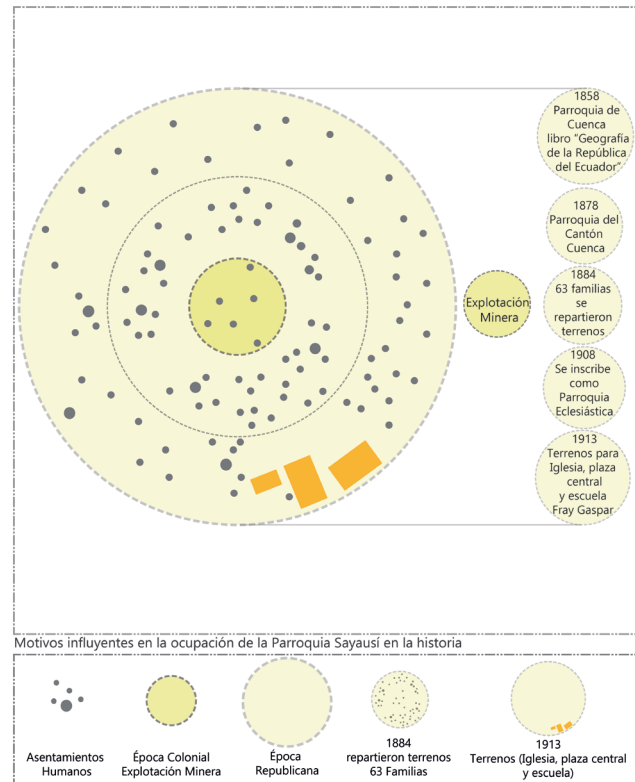 1858
Parroquia de
Cuenca
libro "Geografía
de la República
del Ecuador"
1878
Parroquia del
Cantón
Cuenca
Explotación
Minera
1884
63 familias
se
repartieron
terrenos
1908
Se inscribe
como
Parroquia
Eclesiástica.
1913
Terrenos para
Iglesia, plaza
central
y escuela
Fray Gaspar
Motivos influyentes en la ocupación de la Parroquia Sayausí en la historia
Asentamientos
Humanos
Época Colonial
Explotación Minera
Época
Republicana
1884
repartieron terrenos
63 Familias
1913
Terrenos (Iglesia, plaza central
y escuela)